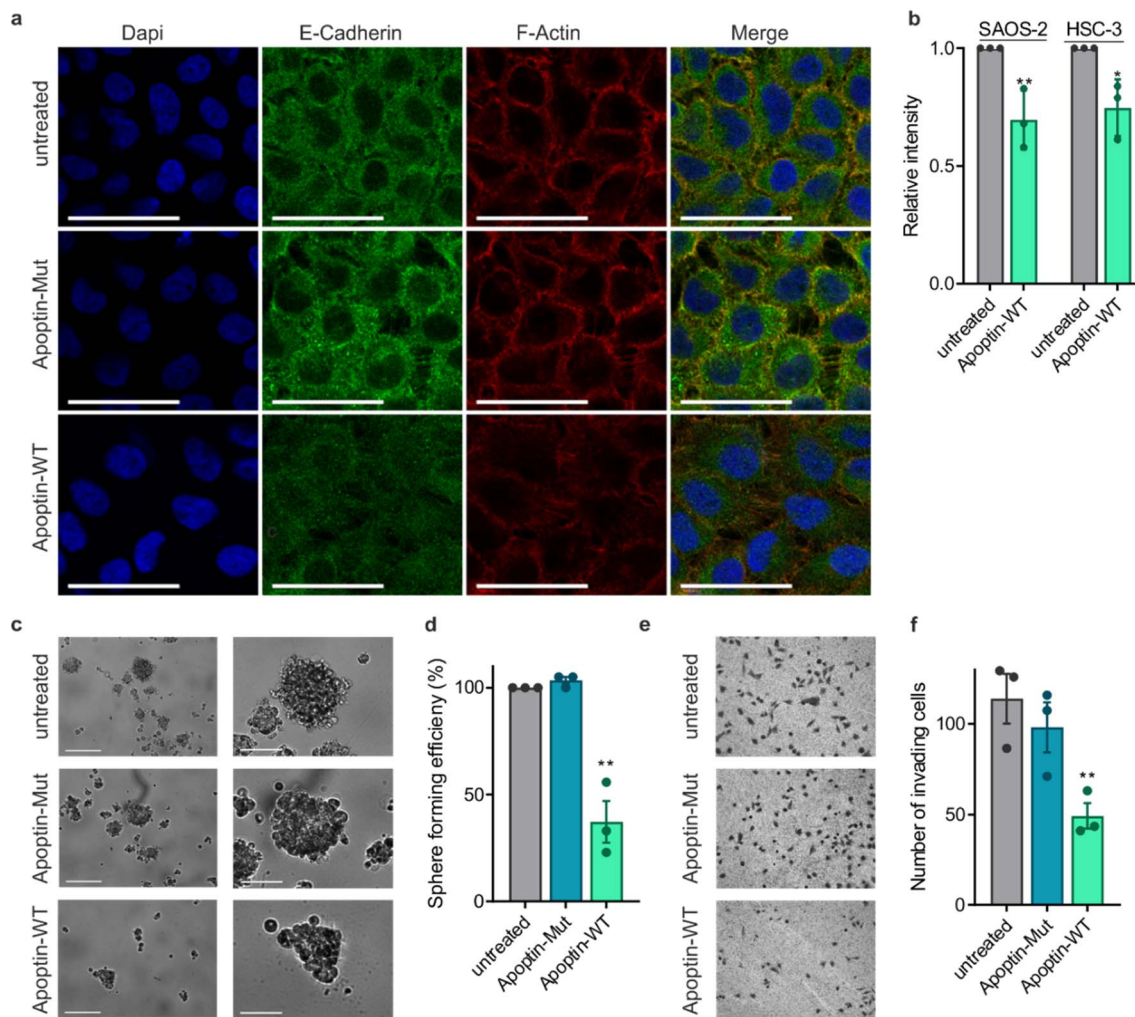 a
Dapi E-Cadherin F-Actin Merge
untreated
Apoptin-Mut
Apoptin-WT
c
b
SAOS-2 HSC-3
Relative intensity
1.0
0.5
0.0
**
*
untreated
Apoptin-WT
untreated
Apoptin-WT
c
untreated
Apoptin-Mut
Apoptin-WT
d
Sphere forming efficieny (%)
100
50
0
**
untreated
Apoptin-Mut
Apoptin-WT
e
untreated
Apoptin-Mut
Apoptin-WT
f
Number of invading cells
100
50
0
**
untreated
Apoptin-Mut
Apoptin-WT